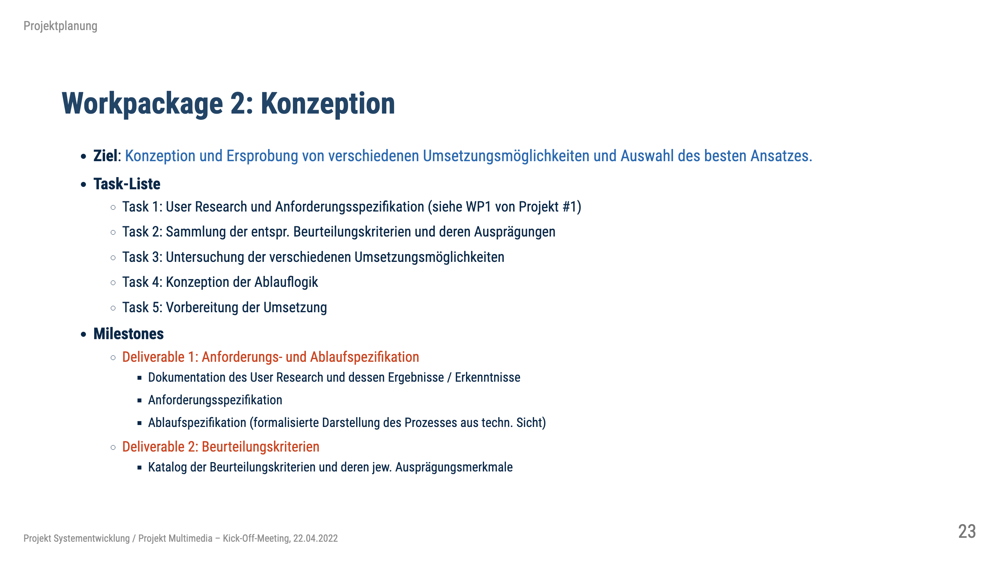 Projektplanung
Workpackage 2: Konzeption
Ziel: Konzeption und Ersprobung von verschiedenen Umsetzungsmöglichkeiten und Auswahl des besten Ansatzes.
Task-Liste
Task 1: User Research und Anforderungsspezifikation (siehe WP1 von Projekt #1)
Task 2: Sammlung der entspr. Beurteilungskriterien und deren Ausprägungen
Task 3: Untersuchung der verschiedenen Umsetzungsmöglichkeiten
Task 4: Konzeption der Ablauflogik
Task 5: Vorbereitung der Umsetzung
Milestones
Deliverable 1: Anforderungs- und Ablaufspezifikation
Dokumentation des User Research und dessen Ergebnisse / Erkenntnisse
Anforderungsspezifikation
Ablaufspezifikation (formalisierte Darstellung des Prozesses aus techn. Sicht)
Deliverable 2: Beurteilungskriterien
Katalog der Beurteilungskriterien und deren jew. Ausprägungsmerkmale
Projekt Systementwicklung / Projekt Multimedia – Kick-Off-Meeting, 22.04.2022
23